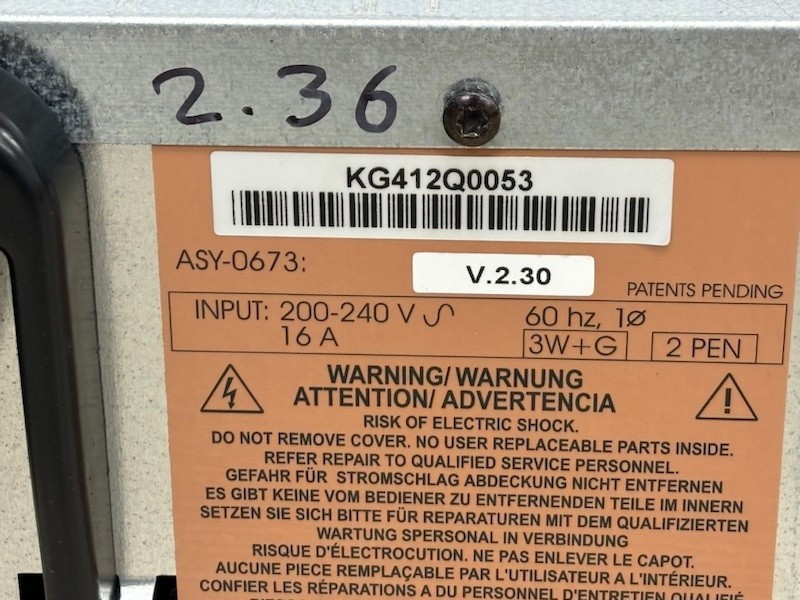 2.36
KG412Q0053
ASY-0673:
V.2.30
PATENTS PENDING
INPUT: 200-240 V 60 hz, 1ø
16 A 3W+G 2 PEN
WARNING/ WARNUNG
ATTENTION/ ADVERTENCIA
RISK OF ELECTRIC SHOCK.
DO NOT REMOVE COVER. NO USER REPLACEABLE PARTS INSIDE.
REFER REPAIR TO QUALIFIED SERVICE PERSONNEL.
GEFAHR FÜR STROMSCHLAG ABDECKUNG NICHT ENTFERNEN
ES GIBT KEINE VOM BEDIENER ZU ENTFERNENDEN TEILE IM INNERN
SETZEN SIE SICH BITTE FÜR REPARATUREN MIT DEM QUALIFIZIERTEN
WARTUNG SPERSONAL IN VERBINDUNG
RISQUE D'ÉLECTROCUTION. NE PAS ENLEVER LE CAPOT.
AUCUNE PIECE REMPLAÇABLE PAR L'UTILISATEUR A L'INTÉRIEUR.
CONFIER LES RÉPARATIONS A DU PERSONNEL D'ENTRETIEN QUALIFIÉ